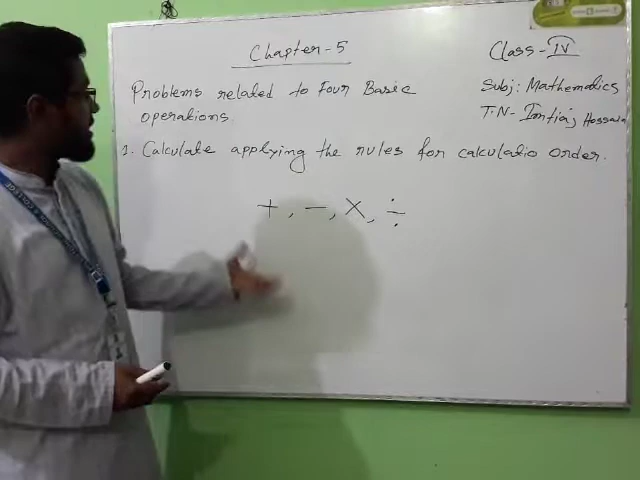 Chapter-5
Class-IV
Subj: Mathematics
T.N- Imtiaj Hossain
Problems related to Four Basic
operations
1. Calculate applying the rules for calculatio order.
+, -, ×, ÷